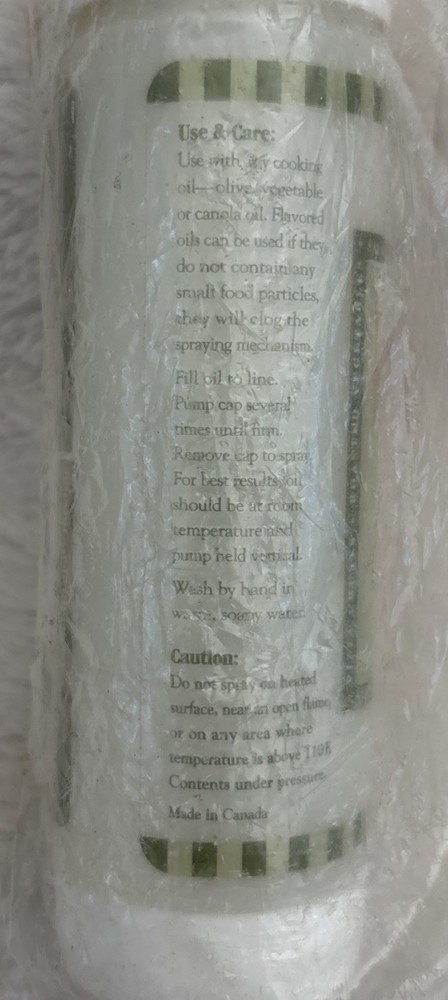 Use & Care:
Use with any cooking
oil—olive, vegetable
or canola oil. Flavored
oils can be used if they
do not contain any
small food particles,
they will clog the
spraying mechanism.
Fill oil to line.
Pump cap several
times until firm.
Remove cap to spray.
For best results, oil
should be at room
temperature and
pump held vertical.
Wash by hand in
soapy water.
Caution:
Do not spray on heated
surface, near an open flame
or on any area where
temperature is above
Contents under pressure.
Made in Canada